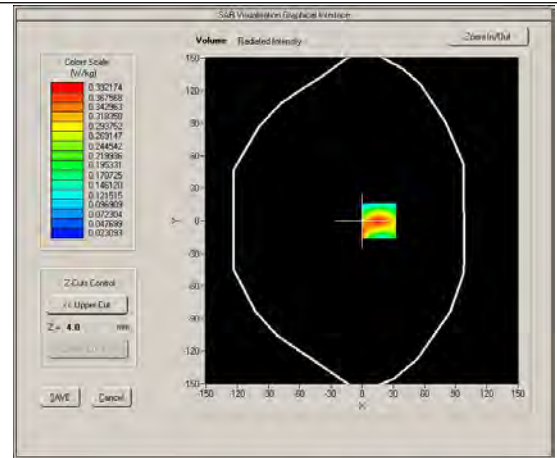 SAR Visualisation Graphical Interface
Volume Radiated Intensity
Zoom In/Out
Colors Scale
(W/kg)
0.392174
0.367568
0.342963
0.318358
0.293752
0.269147
0.244542
0.219936
0.195331
0.170725
0.146120
0.121515
0.096909
0.072304
0.047699
0.023093
Z-Cuts Control
<< Upper Cut
Z = 4.0 mm
SAVE
Cancel
150
120
90
60
30
0
-30
-60
-90
-120
-150
Y
-150 -120 -90 -60 -30 0 30 60 90 120 150
X